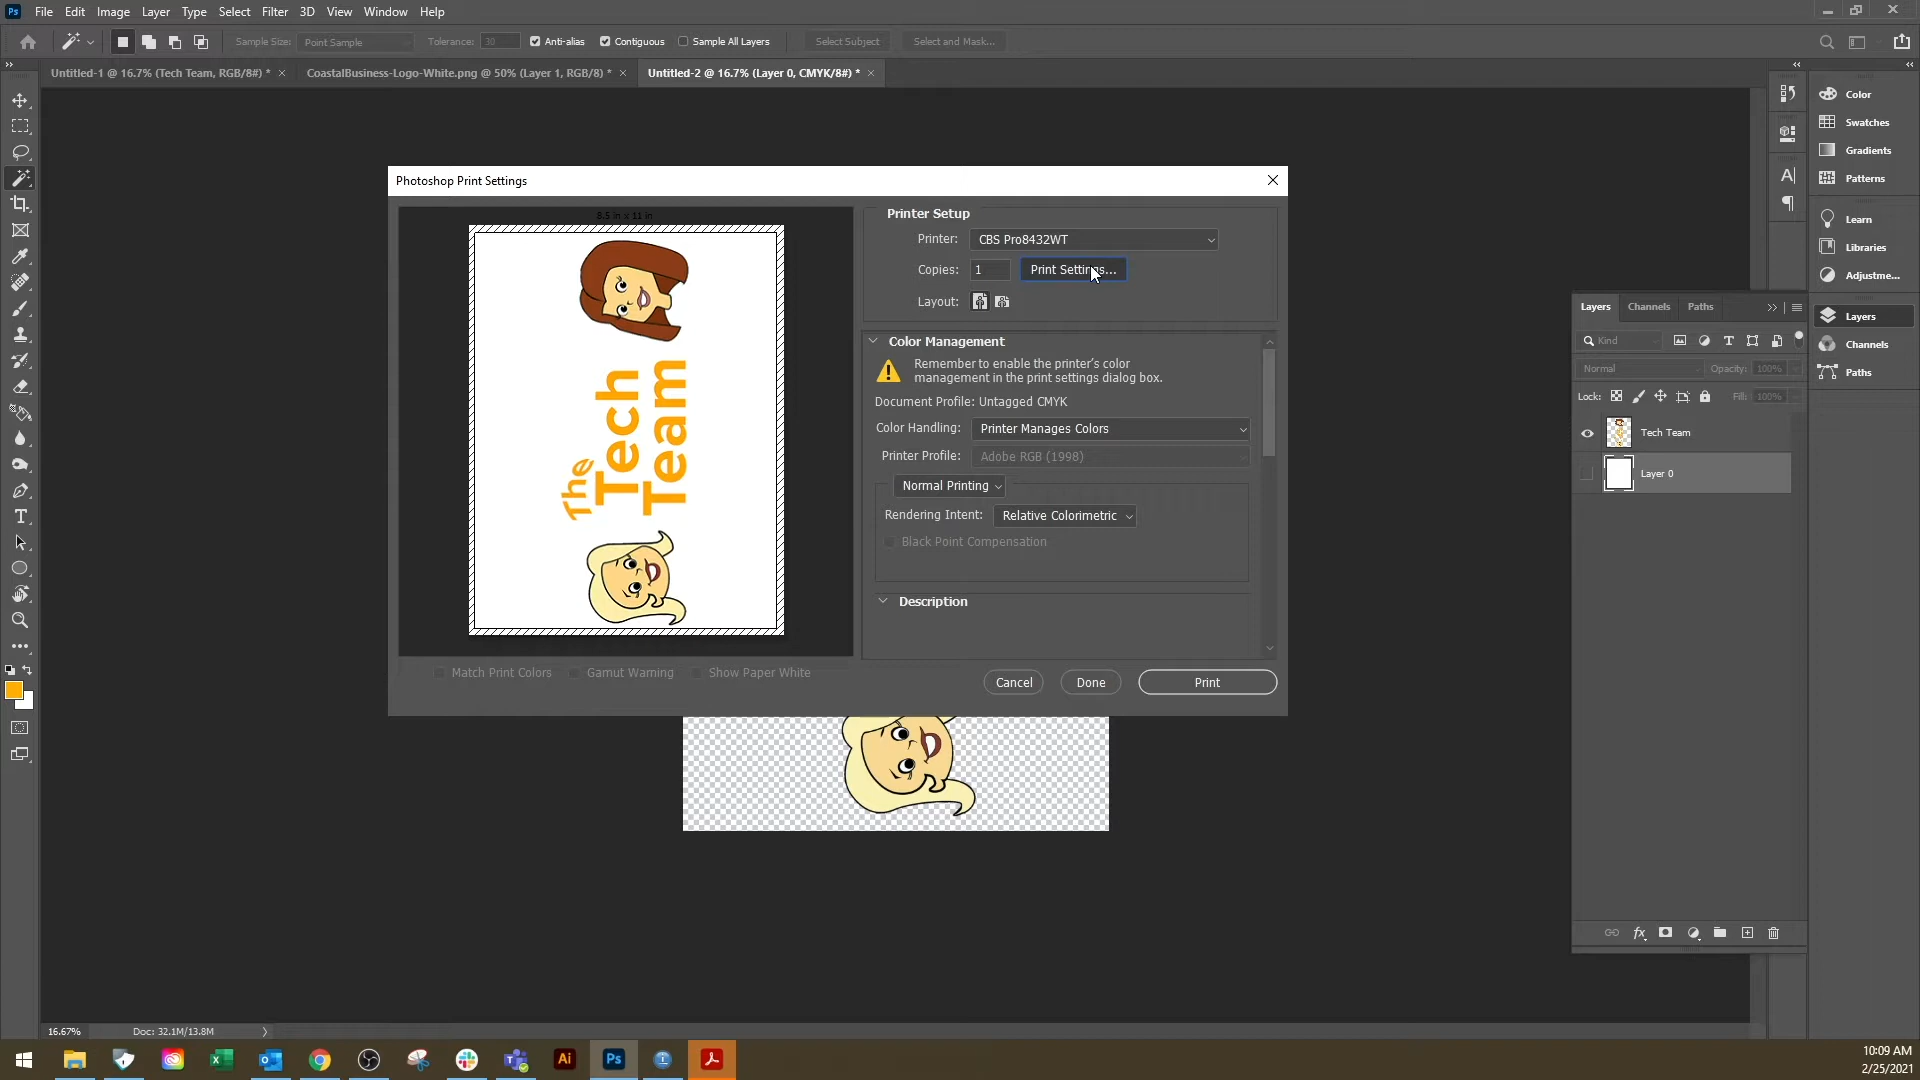 Ps File Edit Image Layer Type Select Filter 3D View Window Help
Sample Size: Point Sample Tolerance: 30 Anti-alias Contiguous Sample All Layers Select Subject Select and Mask...
Untitled-1 @ 16.7% (Tech Team, RGB/8#) * CoastalBusiness-Logo-White.png @ 50% (Layer 1, RGB/8) * Untitled-2 @ 16.7% (Layer 0, CMYK/8#) *
Color
Swatches
Gradients
Patterns
Learn
Libraries
Adjustme...
Layers
Channels
Paths
Photoshop Print Settings
8.5 in x 11 in
The
Tech
Team
Match Print Colors Gamut Warning Show Paper White
Printer Setup
Printer: CBS Pro8432WT
Copies: 1 Print Settings...
Layout:
Color Management
Remember to enable the printer's color
management in the print settings dialog box.
Document Profile: Untagged CMYK
Color Handling: Printer Manages Colors
Printer Profile: Adobe RGB (1998)
Normal Printing
Rendering Intent: Relative Colorimetric
Black Point Compensation
Description
Cancel Done Print
Layers Channels Paths
Kind
Normal Opacity: 100%
Lock: Fill: 100%
Tech Team
Layer 0
fx
16.67% Doc: 32.1M/13.8M
Ai Ps
10:09 AM
2/25/2021